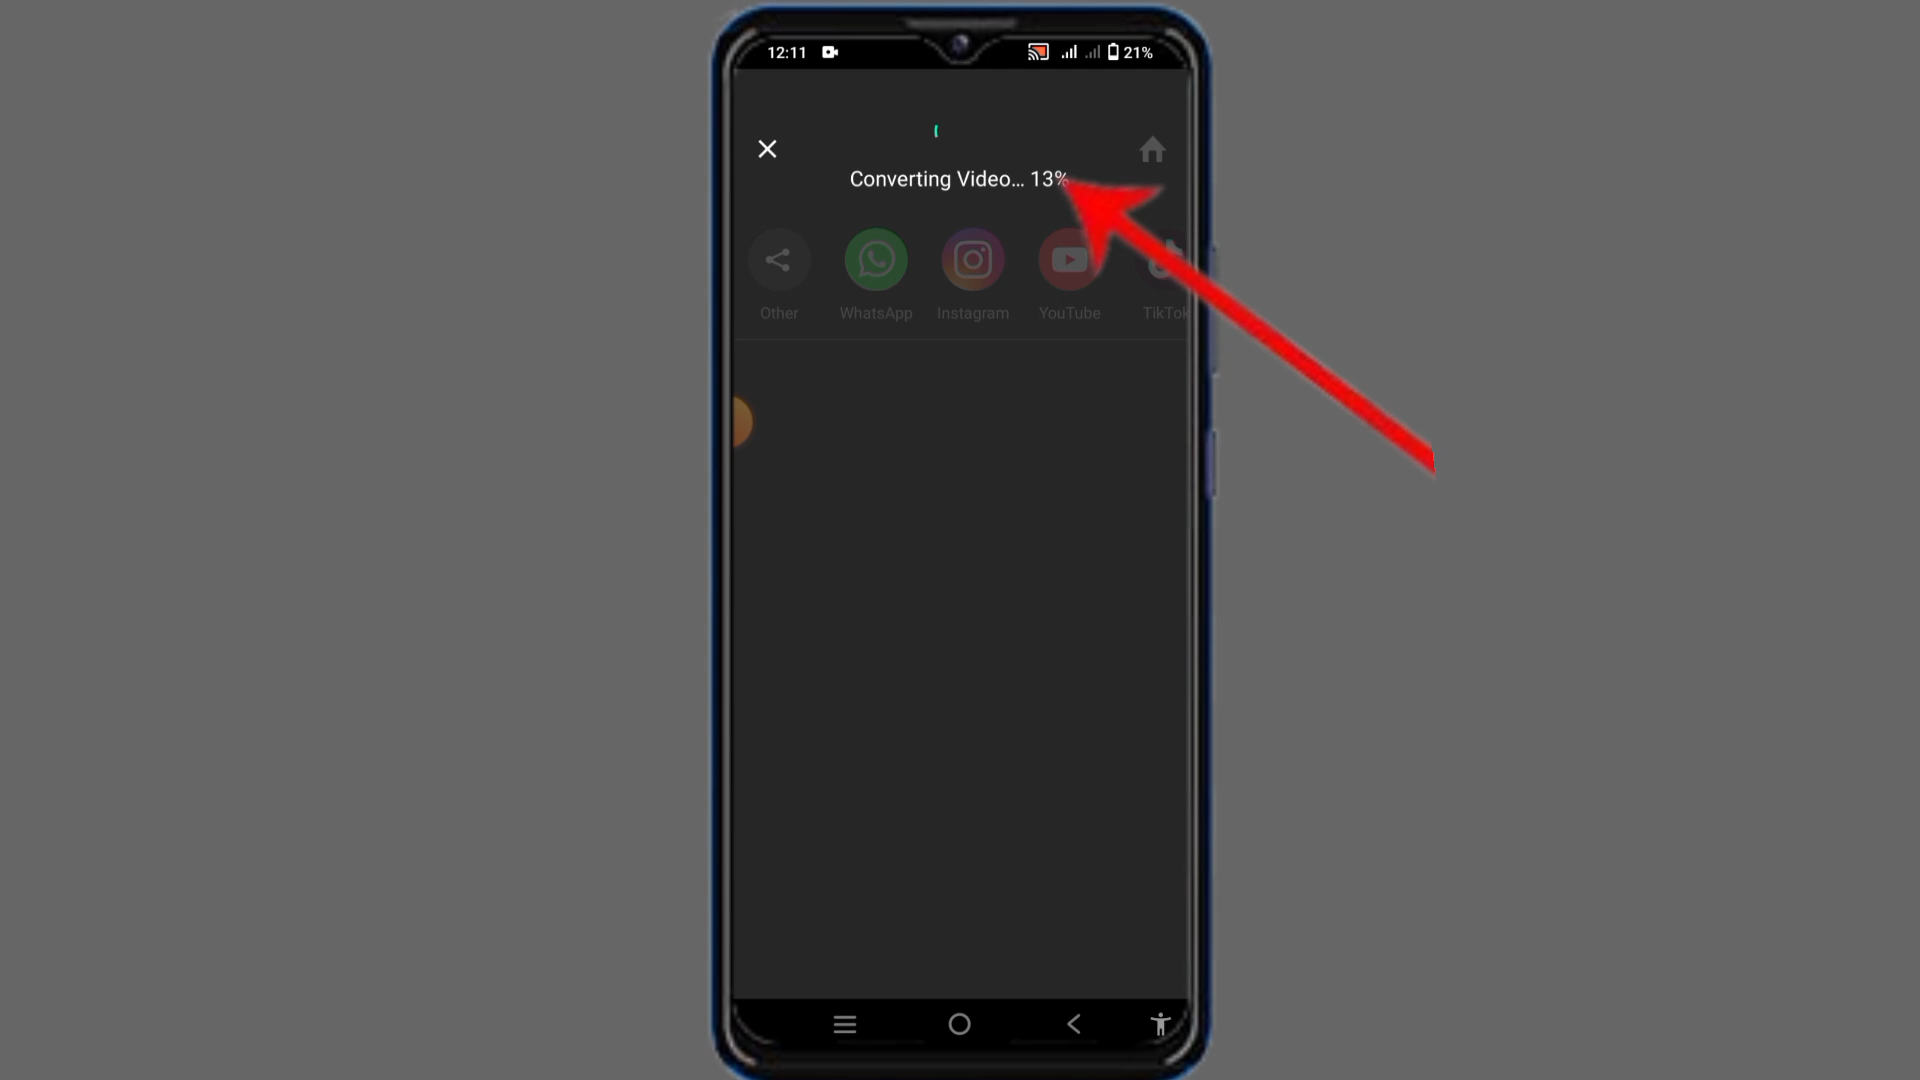 12:11 21%
Converting Video... 13%
Other WhatsApp Instagram YouTube TikTok